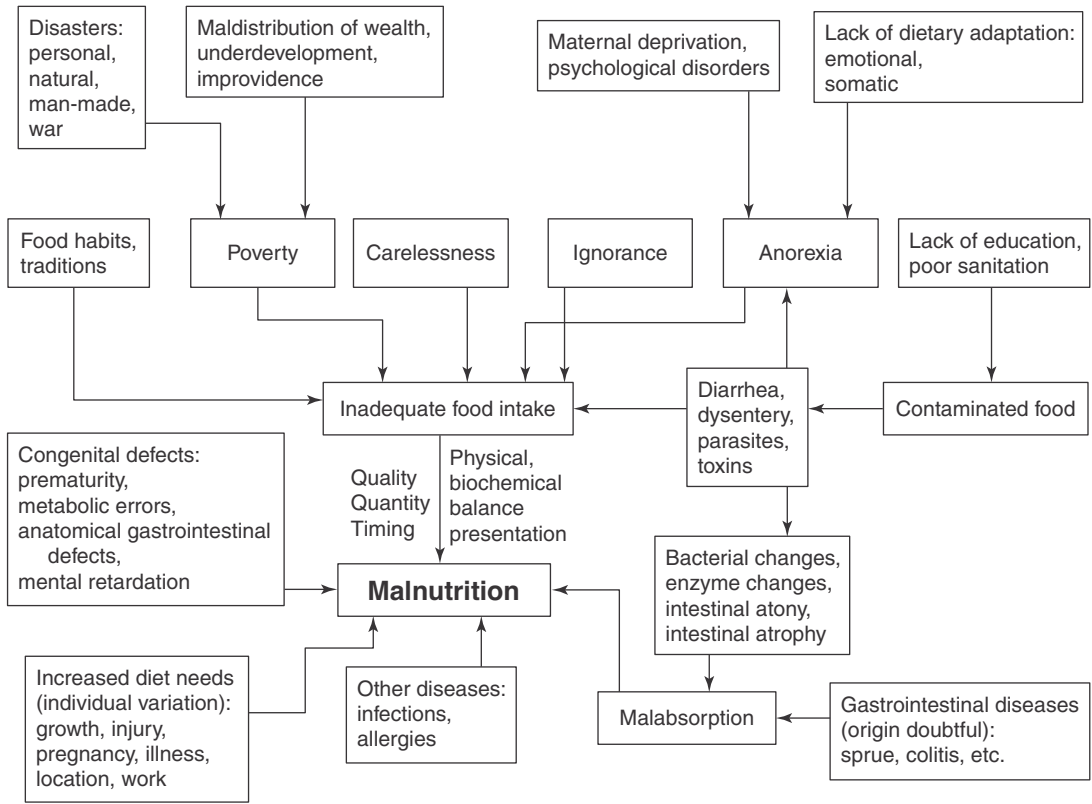 Disasters:
personal,
natural,
man-made,
war
Maldistribution of wealth,
underdevelopment,
improvidence
Maternal deprivation,
psychological disorders
Lack of dietary adaptation:
emotional,
somatic
Food habits,
traditions
Poverty
Carelessness
Ignorance
Anorexia
Lack of education,
poor sanitation
Inadequate food intake
Diarrhea,
dysentery,
parasites,
toxins
Contaminated food
Congenital defects:
prematurity,
metabolic errors,
anatomical gastrointestinal
defects,
mental retardation
Quality
Quantity
Timing
Physical,
biochemical
balance
presentation
Malnutrition
Bacterial changes,
enzyme changes,
intestinal atony,
intestinal atrophy
Increased diet needs
(individual variation):
growth, injury,
pregnancy, illness,
location, work
Other diseases:
infections,
allergies
Malabsorption
Gastrointestinal diseases
(origin doubtful):
sprue, colitis, etc.